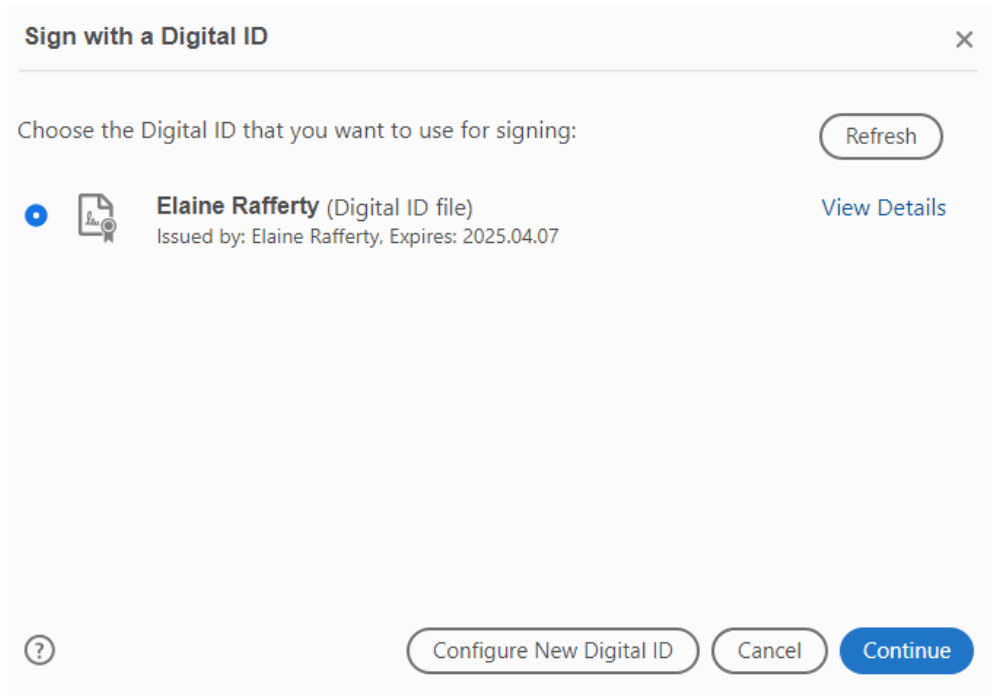 Sign with a Digital ID
Choose the Digital ID that you want to use for signing:
Refresh
Elaine Rafferty (Digital ID file)
View Details
Issued by: Elaine Rafferty, Expires: 2025.04.07
Configure New Digital ID
Cancel
Continue